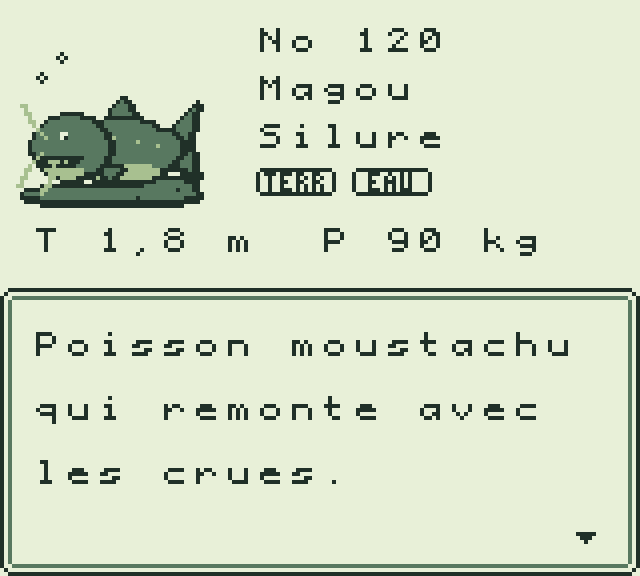 No 120
Magou
Silure
TERR EAU
T 1,8 m P 90 kg
Poisson moustachu
qui remonte avec
les crues.